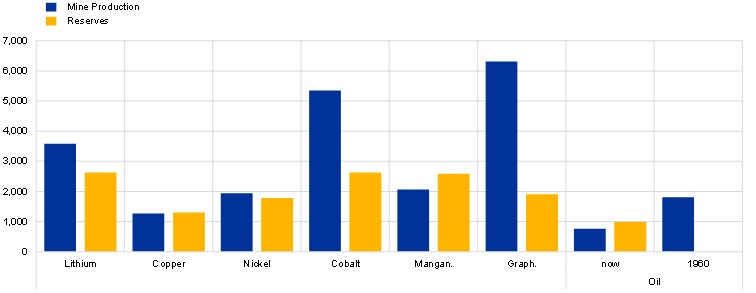 Mine Production
Reserves
7,000
6,000
5,000
4,000
3,000
2,000
1,000
0
Lithium Copper Nickel Cobalt Mangan. Graph. now 1960
Oil